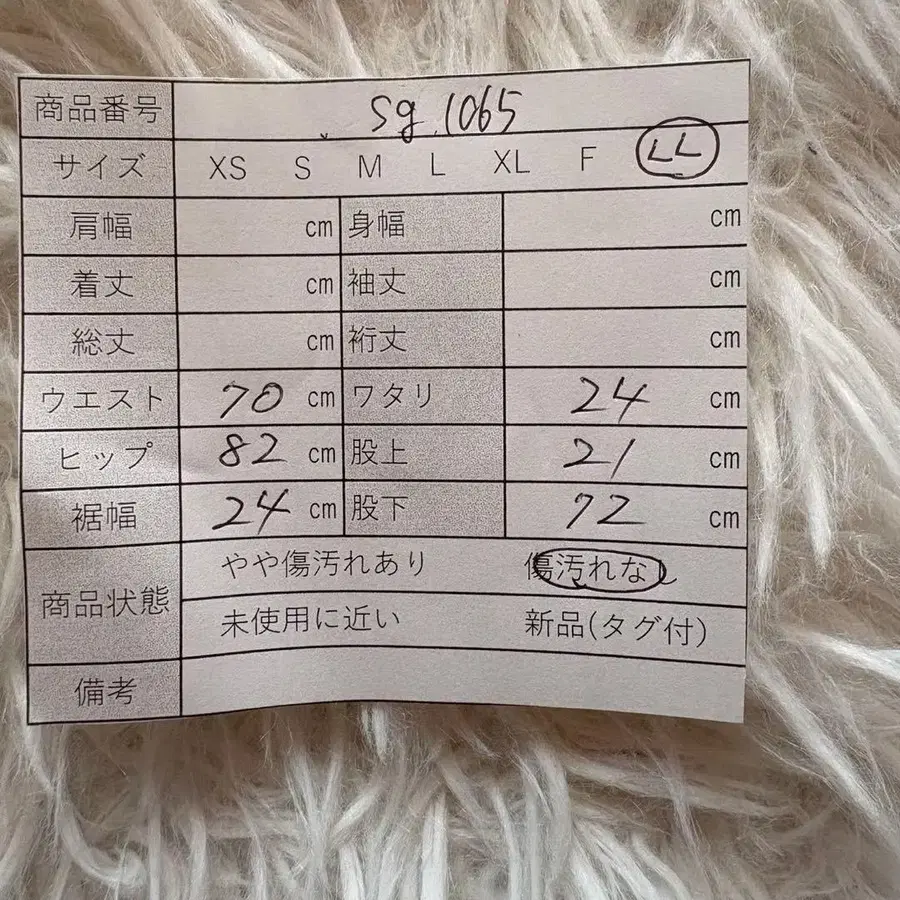 商品番号 sg.1065
サイズ XS S M L XL F LL
肩幅 cm 身幅 cm
着丈 cm 袖丈 cm
総丈 cm 裄丈 cm
ウエスト 70 cm ワタリ 24 cm
ヒップ 82 cm 股上 21 cm
裾幅 24 cm 股下 72 cm
商品状態 やや傷汚れあり 傷汚れなし
未使用に近い 新品(タグ付)
備考